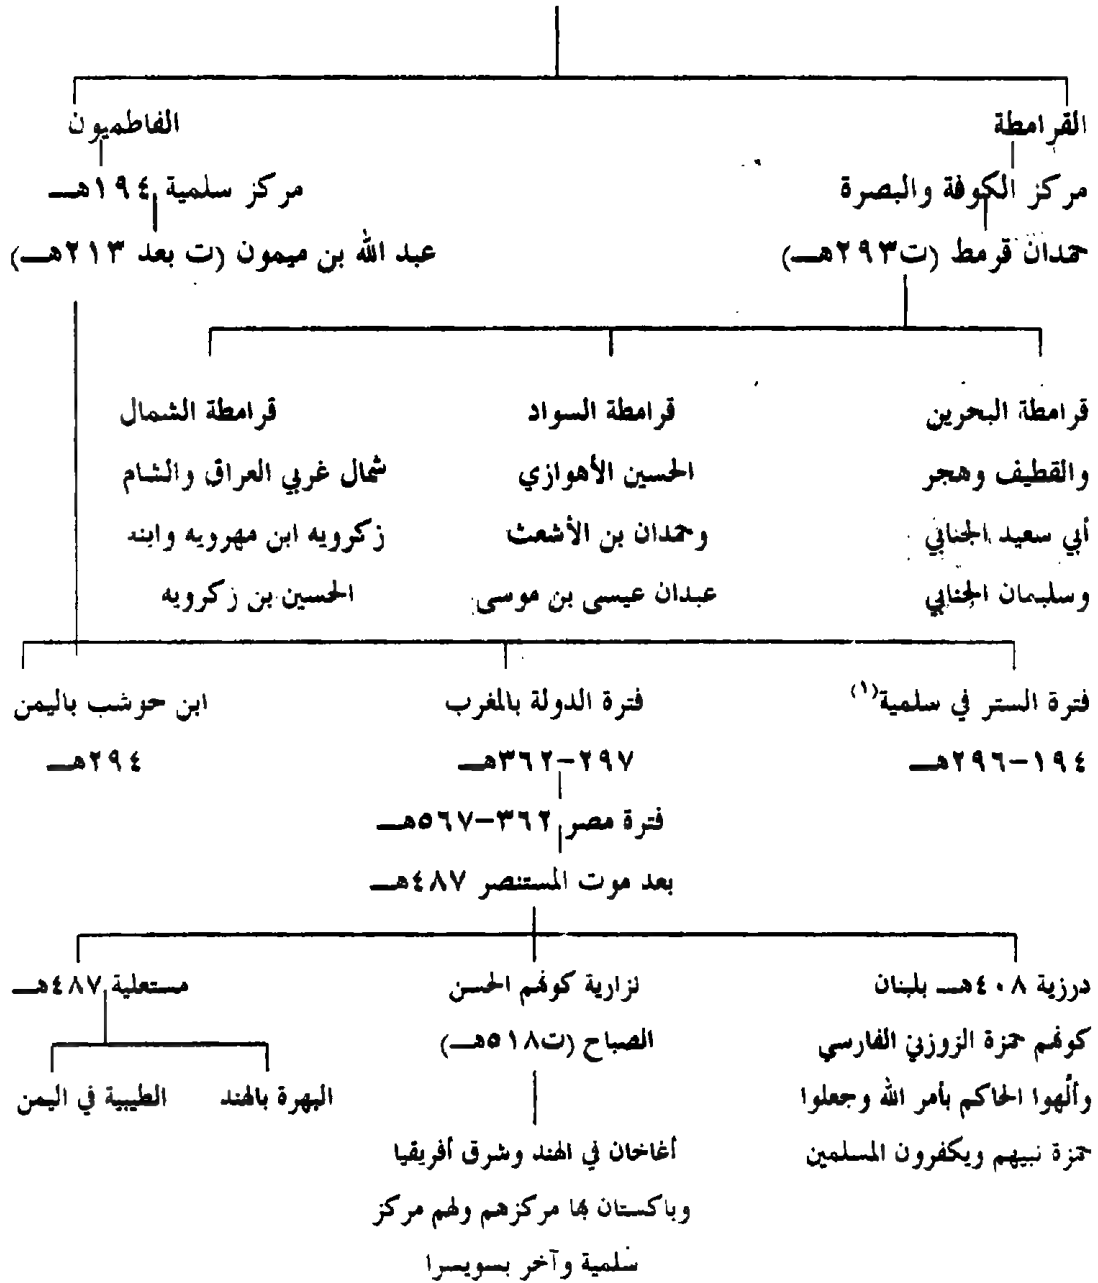 القرامطة
الفاطميون
مركز الكوفة والبصرة
مركز سلمية ١٩٤هـ
حمدان قرمط (ت٢٩٣هـ)
عبد الله بن ميمون (ت بعد ٢١٣هـ)
قرامطة البحرين
والقطيف وهجر
أبي سعيد الجنابي
وسليمان الجنابي
قرامطة السواد
الحسين الأهوازي
وحمدان بن الأشعث
عبدان عيسى بن موسى
قرامطة الشمال
شمال غربي العراق والشام
زكرويه ابن مهرويه وابنه
الحسين بن زكرويه
فترة الستر في سلمية(١)
١٩٤-٢٩٦هـ
فترة الدولة بالمغرب
٢٩٧-٣٦٢هـ
فترة مصر ٣٦٢-٥٦٧هـ
بعد موت المستنصر ٤٨٧هـ
ابن حوشب باليمن
٢٩٤هـ
درزية ٤٠٨هـ بلبنان
كونهم حمزة الزوزني الفارسي
وألَّهوا الحاكم بأمر الله وجعلوا
حمزة نبيهم ويكفرون المسلمين
نزارية كونهم الحسن
الصباح (ت٥١٨هـ)
أغاخان في الهند وشرق أفريقيا
وباكستان بها مركزهم ولهم مركز
سلمية وآخر بسويسرا
مستعلية ٤٨٧هـ
البهرة بالهند
الطيبية في اليمن